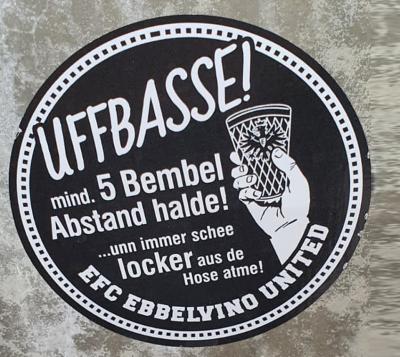 UFFBASSE!
mind. 5 Bembel
Abstand halde!
...unn immer schee
locker aus de
Hose atme!
EFC EBBELVINO UNITED